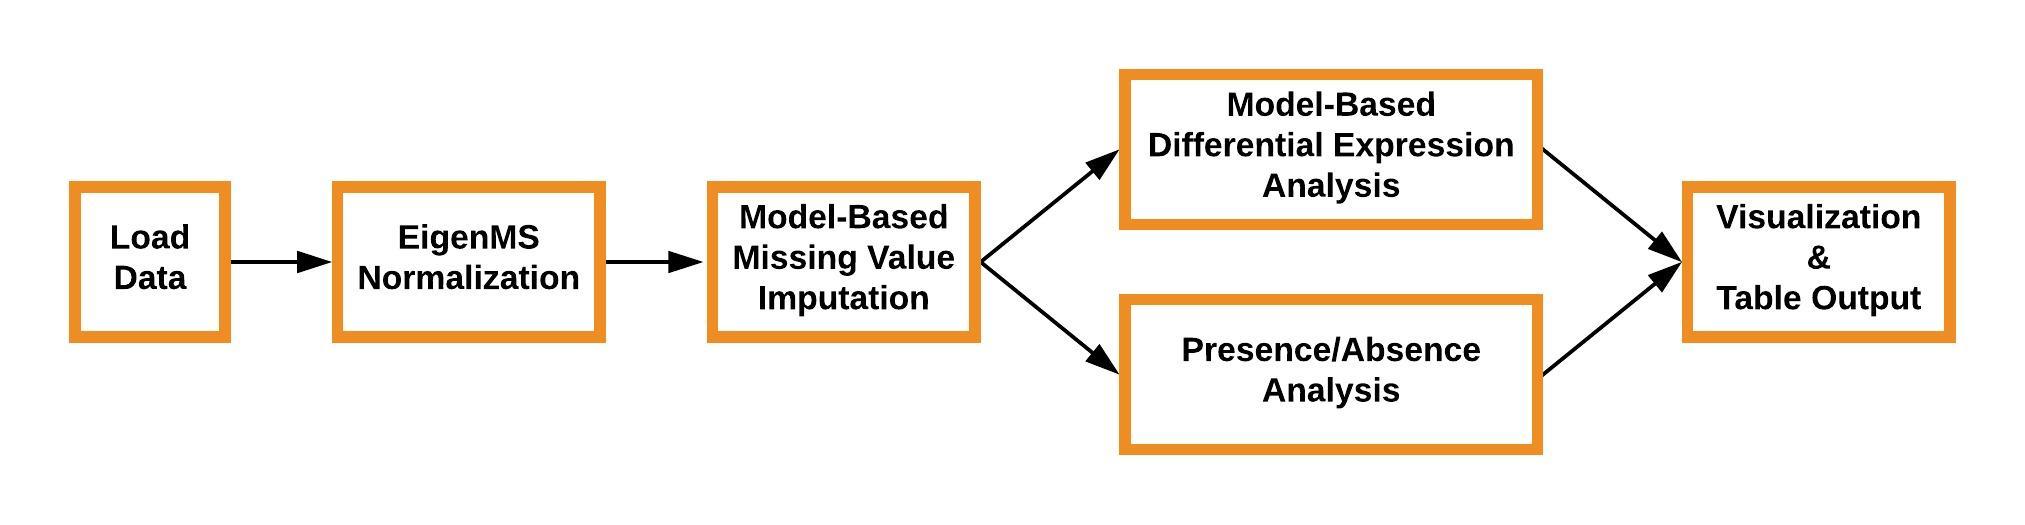 Load
Data
EigenMS
Normalization
Model-Based
Missing Value
Imputation
Model-Based
Differential Expression
Analysis
Presence/Absence
Analysis
Visualization
&
Table Output